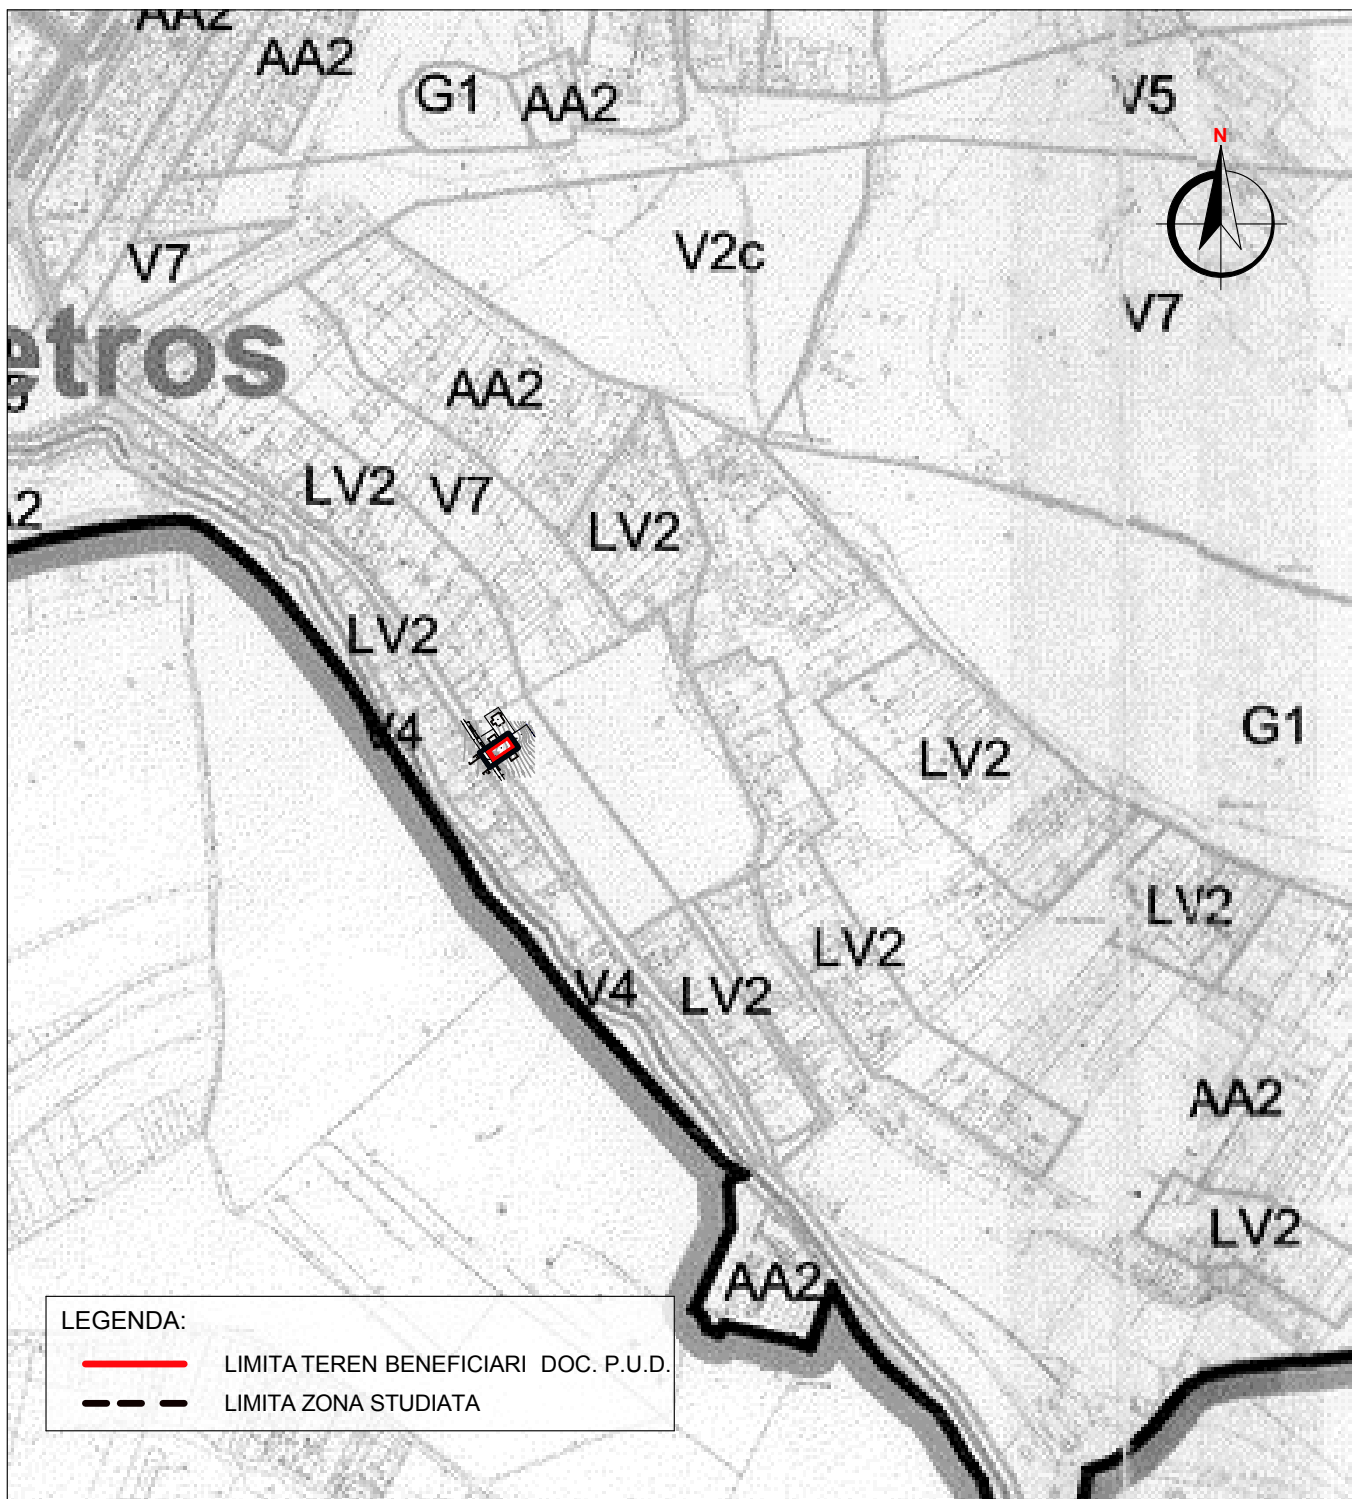 AA2
AA2
G1
AA2
V5
N
V7
V2c
V7
etros
AA2
LV2
V7
LV2
LV2
V4
LV2
G1
LV2
LV2
V4
LV2
AA2
LV2
AA2
LEGENDA:
LIMITA TEREN BENEFICIARI DOC. P.U.D.
LIMITA ZONA STUDIATA